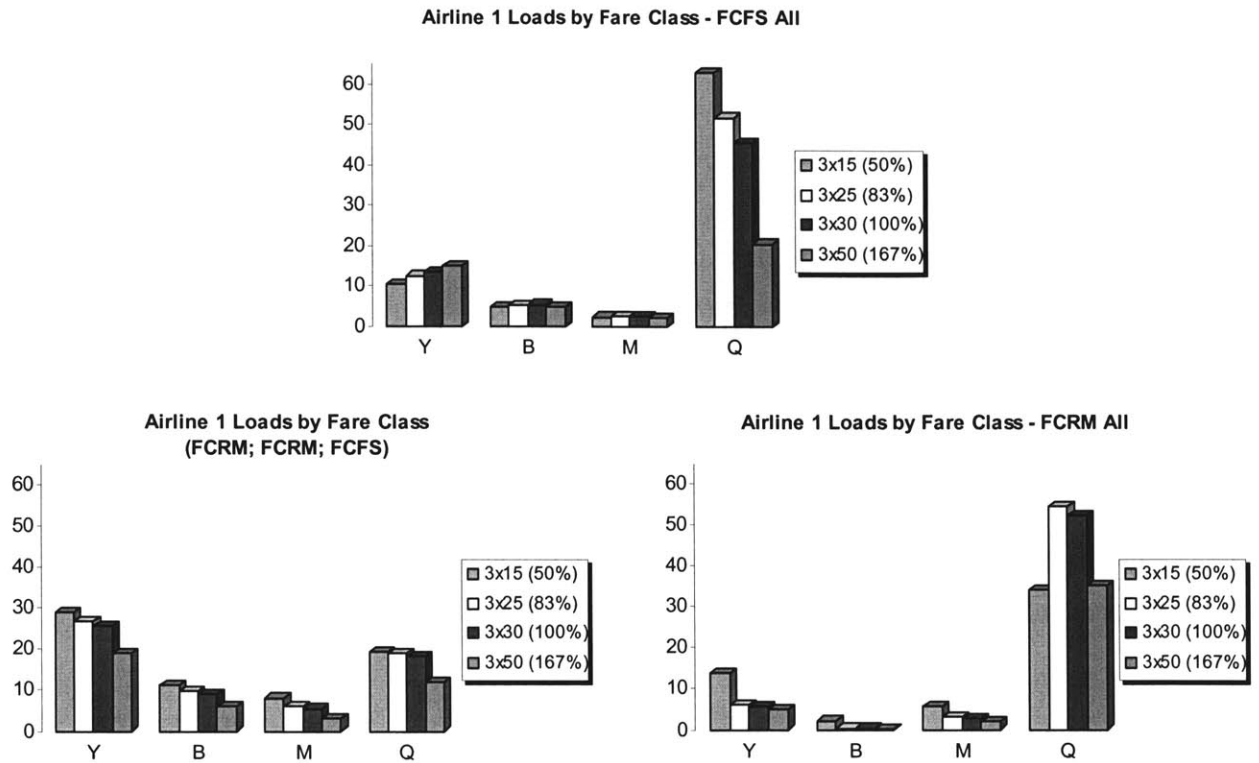 Airline 1 Loads by Fare Class - FCFS All
60
50
40
30
20
10
0
Y B M Q
3x15 (50%)
3x25 (83%)
3x30 (100%)
3x50 (167%)
Airline 1 Loads by Fare Class
(FCRM; FCRM; FCFS)
60
50
40
30
20
10
0
Y B M Q
3x15 (50%)
3x25 (83%)
3x30 (100%)
3x50 (167%)
Airline 1 Loads by Fare Class - FCRM All
60
50
40
30
20
10
0
Y B M Q
3x15 (50%)
3x25 (83%)
3x30 (100%)
3x50 (167%)